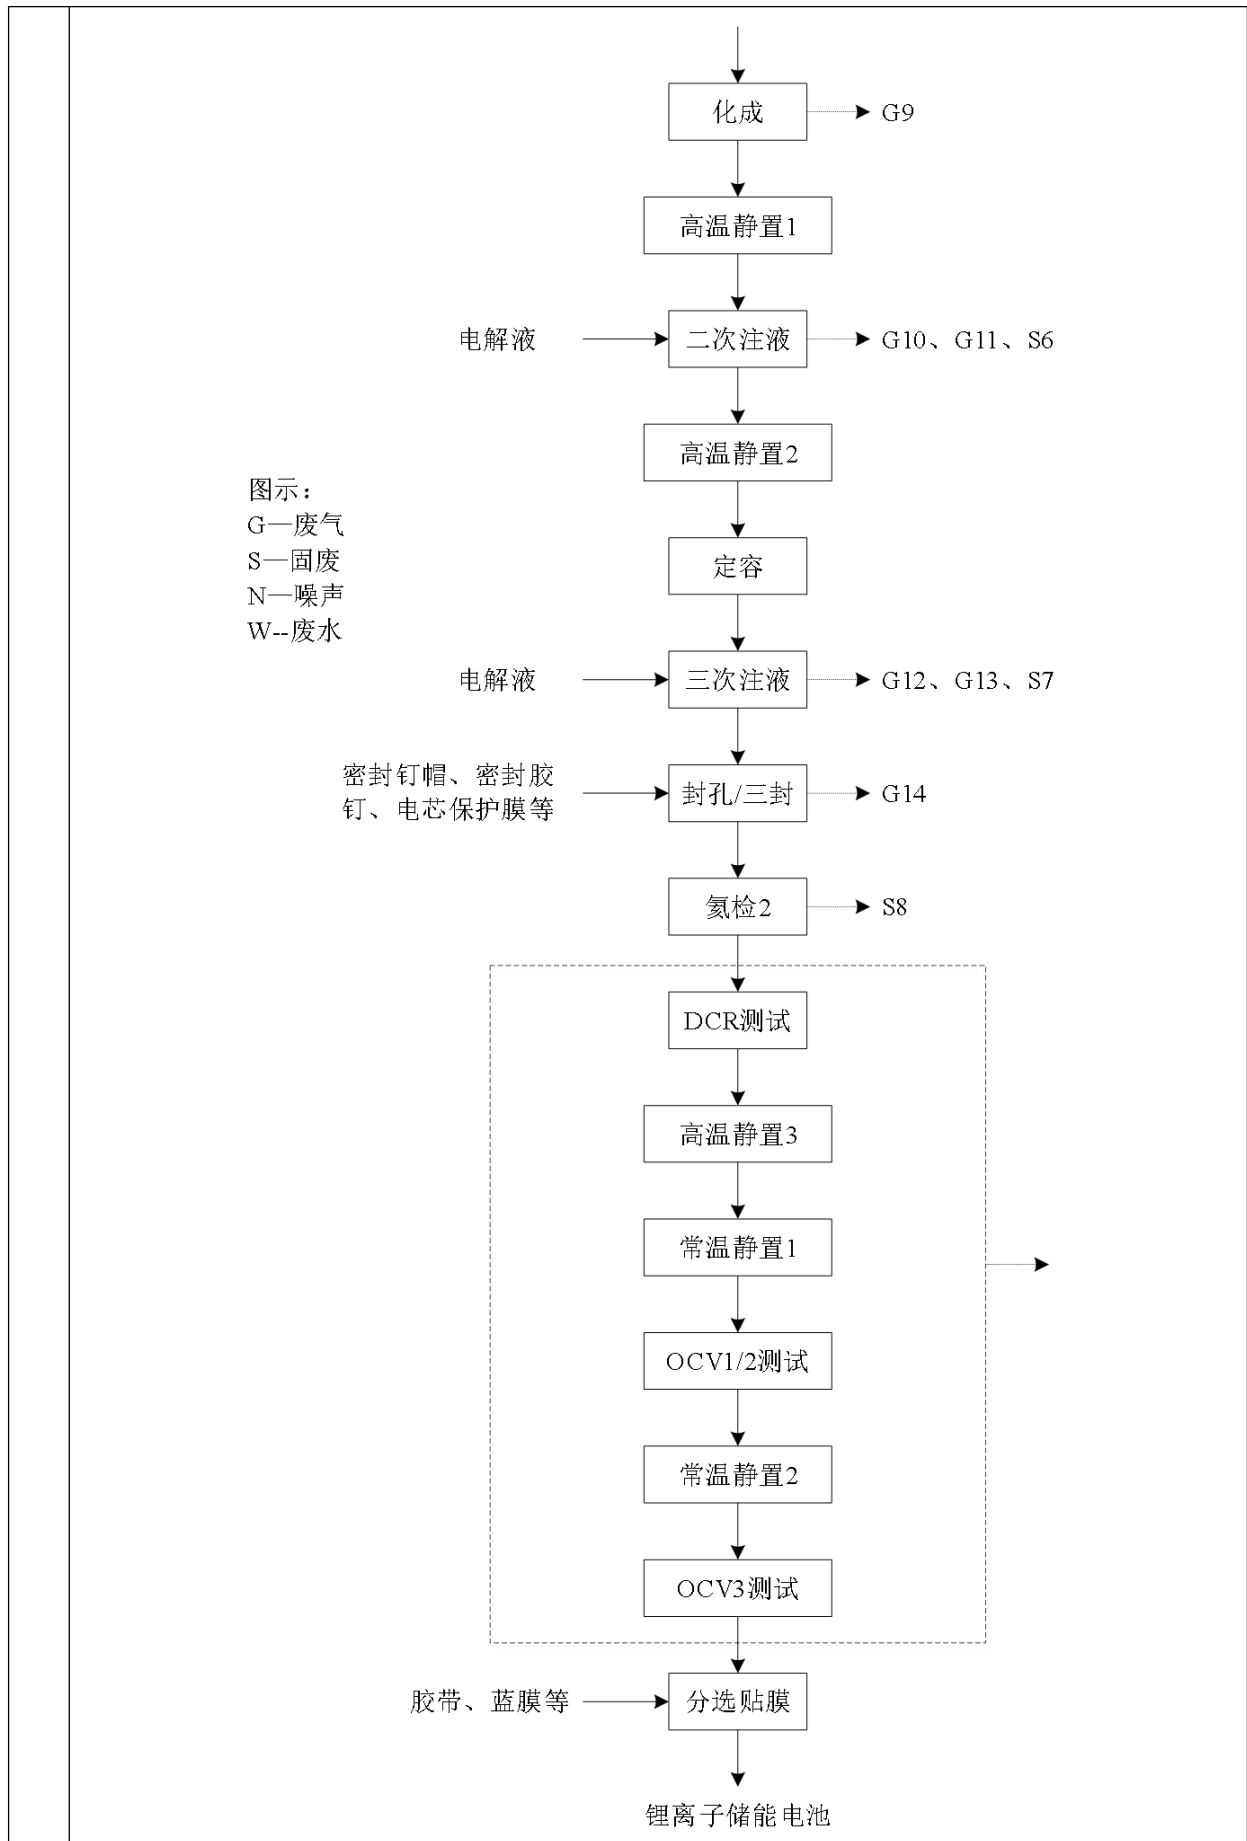 化成
G9
高温静置1
电解液
二次注液
G10、G11、S6
高温静置2
图示：
G—废气
S—固废
N—噪声
W--废水
定容
电解液
三次注液
G12、G13、S7
密封钉帽、密封胶
钉、电芯保护膜等
封孔/三封
G14
氦检2
S8
DCR测试
高温静置3
常温静置1
OCV1/2测试
常温静置2
OCV3测试
胶带、蓝膜等
分选贴膜
锂离子储能电池